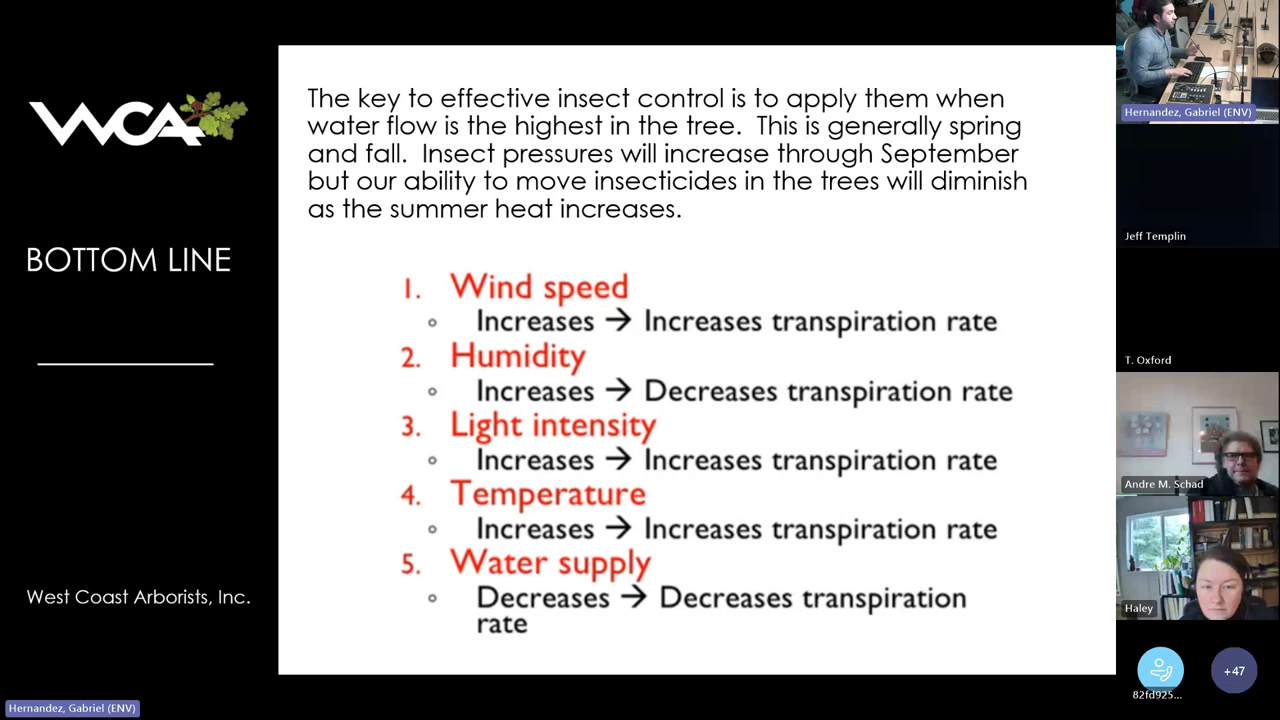 WCA
BOTTOM LINE
West Coast Arborists, Inc.
The key to effective insect control is to apply them when
water flow is the highest in the tree.  This is generally spring
and fall.  Insect pressures will increase through September
but our ability to move insecticides in the trees will diminish
as the summer heat increases.
1. Wind speed
Increases → Increases transpiration rate
2. Humidity
Increases → Decreases transpiration rate
3. Light intensity
Increases → Increases transpiration rate
4. Temperature
Increases → Increases transpiration rate
5. Water supply
Decreases → Decreases transpiration
rate
Hernandez, Gabriel (ENV)
Jeff Templin
T. Oxford
Andre M. Schad
Haley
82fd925...
+47
Hernandez, Gabriel (ENV)